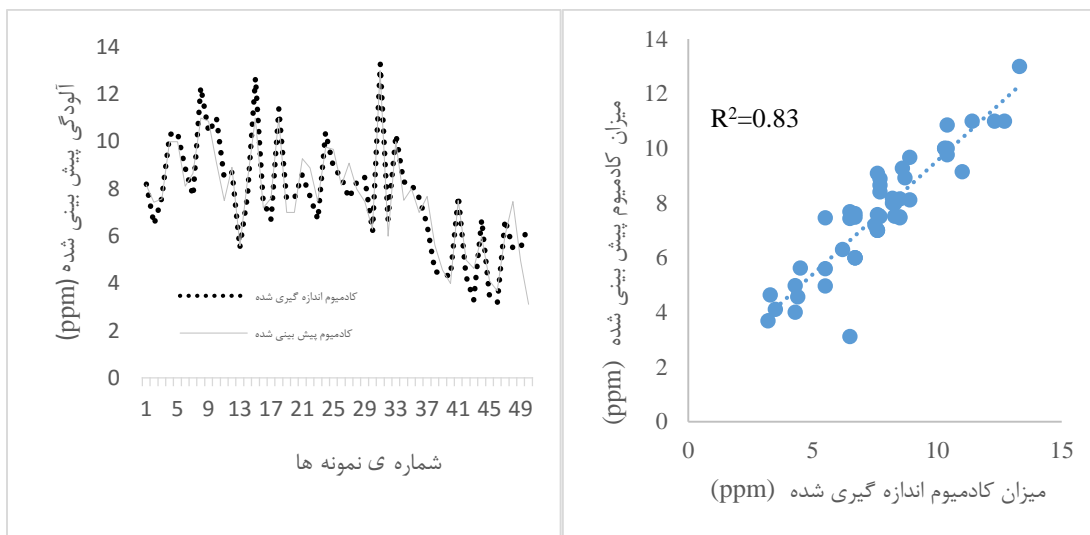 14
12
10
8
6
4
2
0
آلودگی پیش بینی شده (ppm)
کادمیوم اندازه گیری شده
کادمیوم پیش بینی شده
1 5 9 13 17 21 25 29 33 37 41 45 49
شماره ی نمونه ها
14
12
10
8
6
4
2
0
میزان کادمیوم پیش بینی شده (ppm)
R²=0.83
0 5 10 15
میزان کادمیوم اندازه گیری شده (ppm)